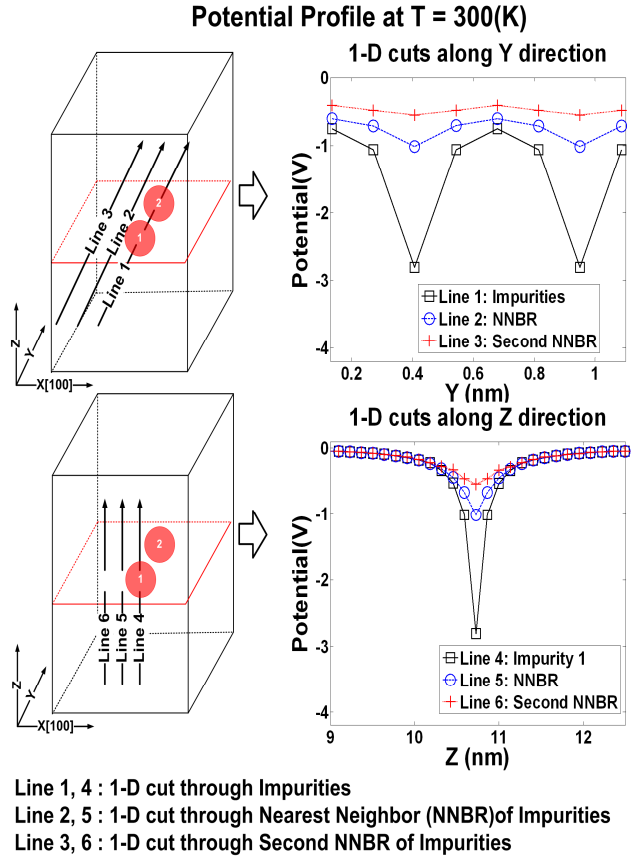 Potential Profile at T = 300(K)
1-D cuts along Y direction
Line 3
Line 2
Line 1
2
1
Z
Y
X[100]
Potential(V)
0
-1
-2
-3
-4
Line 1: Impurities
Line 2: NNBR
Line 3: Second NNBR
0.2 0.4 0.6 0.8 1
Y (nm)
1-D cuts along Z direction
2
1
Line 6
Line 5
Line 4
Z
Y
X[100]
Potential(V)
0
-1
-2
-3
-4
Line 4: Impurity 1
Line 5: NNBR
Line 6: Second NNBR
9 10 11 12
Z (nm)
Line 1, 4 : 1-D cut through Impurities
Line 2, 5 : 1-D cut through Nearest Neighbor (NNBR)of Impurities
Line 3, 6 : 1-D cut through Second NNBR of Impurities